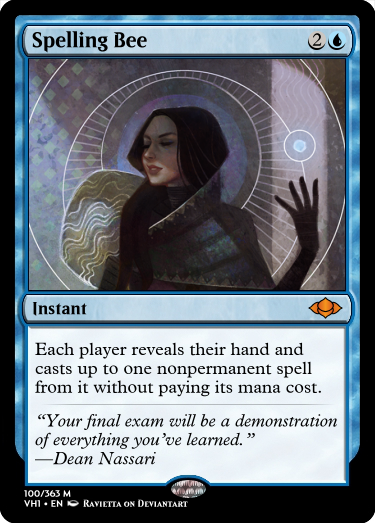 Spelling Bee 2
Instant
Each player reveals their hand and
casts up to one nonpermanent spell
from it without paying its mana cost.
“Your final exam will be a demonstration
of everything you’ve learned.”
—Dean Nassari
100/363 M
VH1 • EN Ravietta on Deviantart